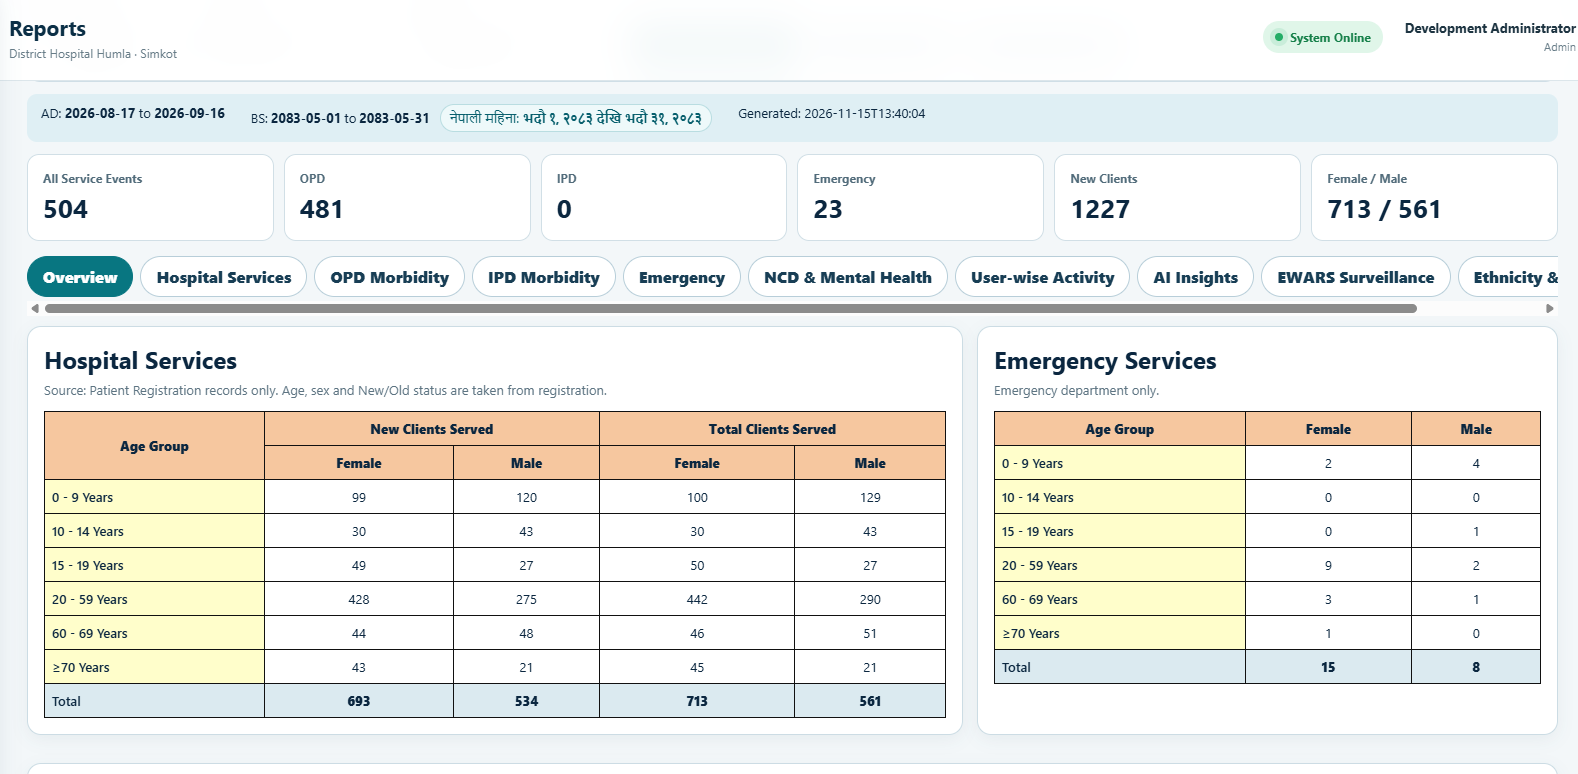 Reports
District Hospital Humla · Simkot
System Online
Development Administrator
Admin
AD: 2026-08-17 to 2026-09-16 BS: 2083-05-01 to 2083-05-31 नेपाली महिना: भदौ १, २०८३ देखि भदौ ३१, २०८३ Generated: 2026-11-15T13:40:04
All Service Events
504
OPD
481
IPD
0
Emergency
23
New Clients
1227
Female / Male
713 / 561
Overview Hospital Services OPD Morbidity IPD Morbidity Emergency NCD & Mental Health User-wise Activity AI Insights EWARS Surveillance Ethnicity &
Hospital Services
Source: Patient Registration records only. Age, sex and New/Old status are taken from registration.
Age Group New Clients Served Total Clients Served
Female Male Female Male
0 - 9 Years 99 120 100 129
10 - 14 Years 30 43 30 43
15 - 19 Years 49 27 50 27
20 - 59 Years 428 275 442 290
60 - 69 Years 44 48 46 51
≥70 Years 43 21 45 21
Total 693 534 713 561
Emergency Services
Emergency department only.
Age Group Female Male
0 - 9 Years 2 4
10 - 14 Years 0 0
15 - 19 Years 0 1
20 - 59 Years 9 2
60 - 69 Years 3 1
≥70 Years 1 0
Total 15 8